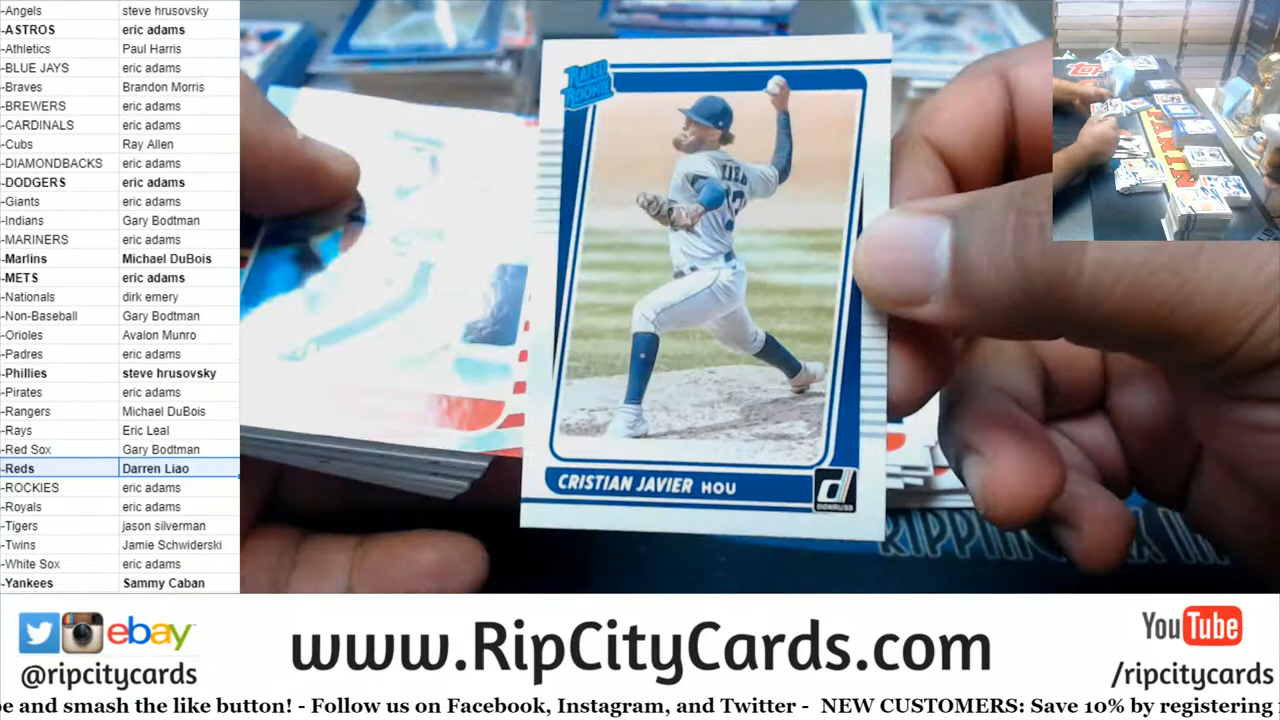 -Angels steve hrusovsky
-ASTROS eric adams
-Athletics Paul Harris
-BLUE JAYS eric adams
-Braves Brandon Morris
-BREWERS eric adams
-CARDINALS eric adams
-Cubs Ray Allen
-DIAMONDBACKS eric adams
-DODGERS eric adams
-Giants eric adams
-Indians Gary Bodtman
-MARINERS eric adams
-Marlins Michael DuBois
-METS eric adams
-Nationals dirk emery
-Non-Baseball Gary Bodtman
-Orioles Avalon Munro
-Padres eric adams
-Phillies steve hrusovsky
-Pirates eric adams
-Rangers Michael DuBois
-Rays Eric Leal
-Red Sox Gary Bodtman
-Reds Darren Liao
-ROCKIES eric adams
-Royals eric adams
-Tigers jason silverman
-Twins Jamie Schwiderski
-White Sox eric adams
-Yankees Sammy Caban
RATED
ROOKIE
CRISTIAN JAVIER HOU
d
DONRUSS
PANINI
ebay
@ripcitycards
www.RipCityCards.com
YouTube
/ripcitycards
be and smash the like button! - Follow us on Facebook, Instagram, and Twitter - NEW CUSTOMERS: Save 10% by registering